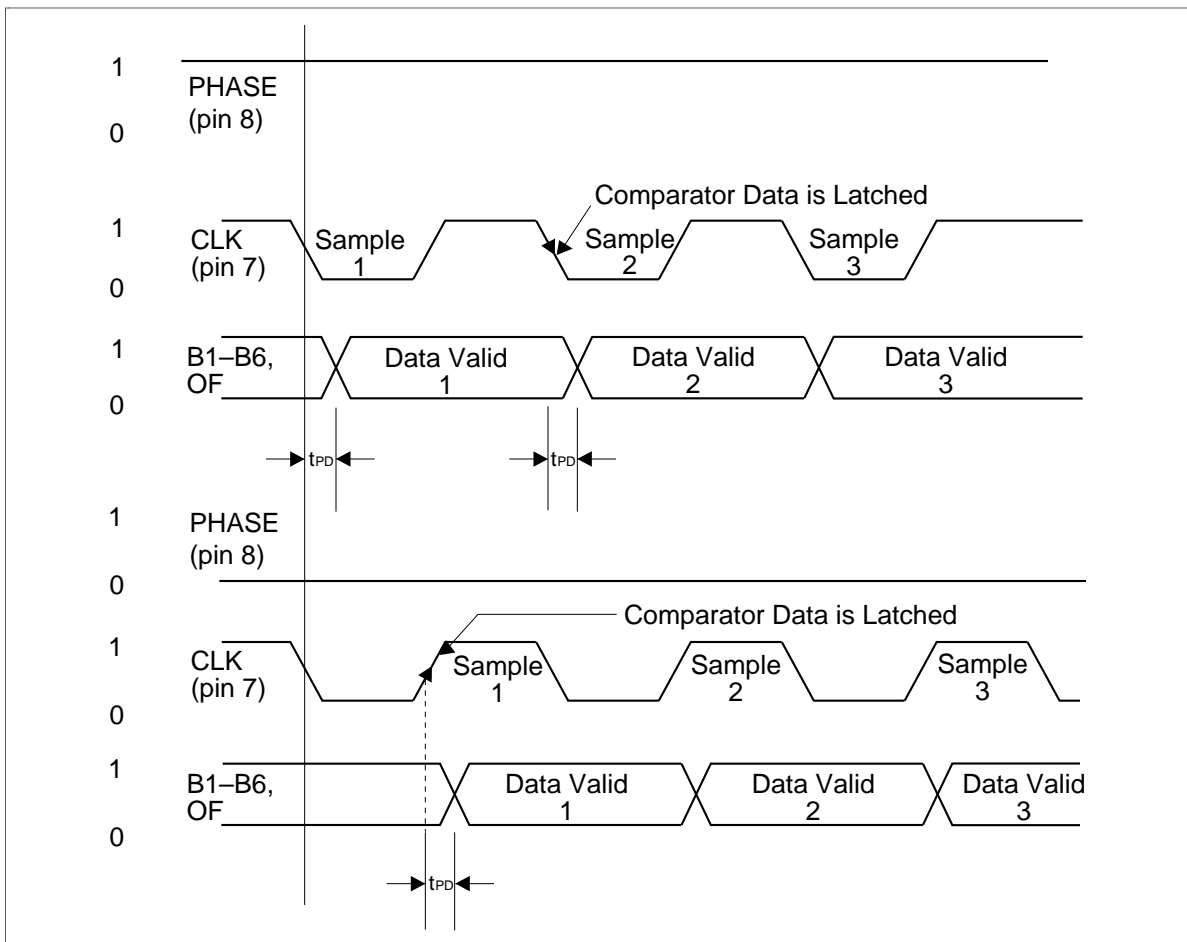 1
PHASE
(pin 8)
0
Comparator Data is Latched
1
CLK
(pin 7)
0
Sample
1
Sample
2
Sample
3
1
B1–B6,
OF
0
Data Valid
1
Data Valid
2
Data Valid
3
tPD
tPD
1
PHASE
(pin 8)
0
Comparator Data is Latched
1
CLK
(pin 7)
0
Sample
1
Sample
2
Sample
3
1
B1–B6,
OF
0
Data Valid
1
Data Valid
2
Data Valid
3
tPD